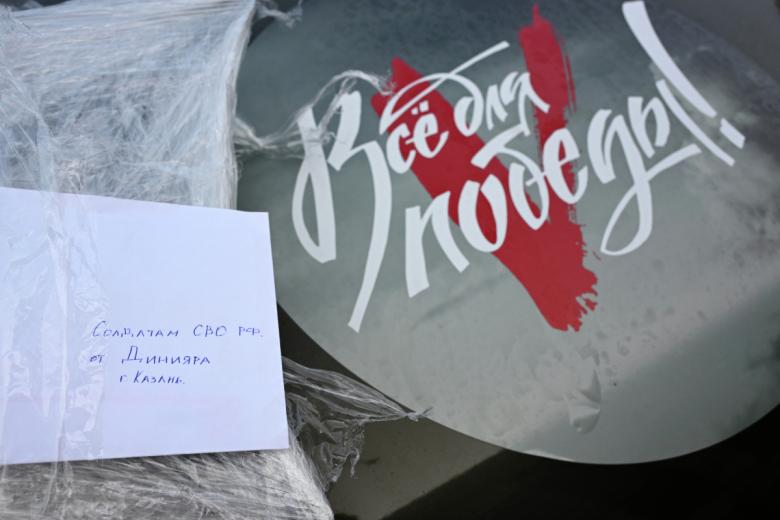 Всё для
победы!
Солдатам СВО РФ.
от Динияра
г. Казань.